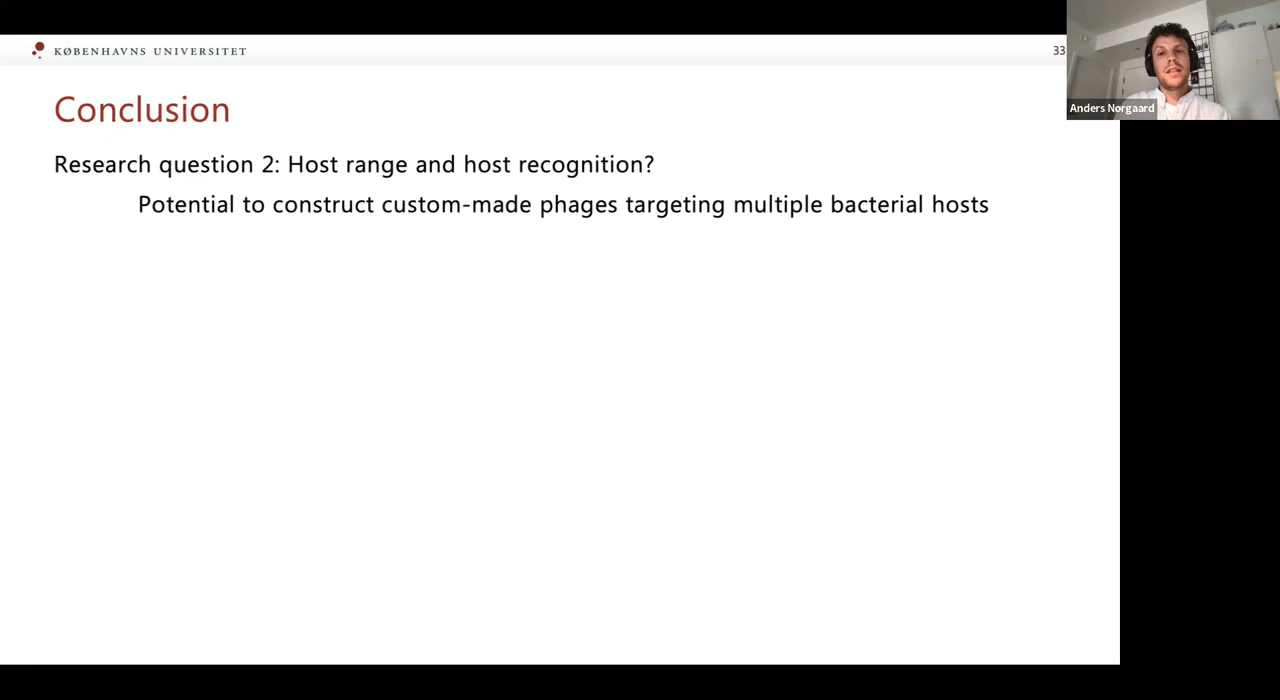 KØBENHAVNS UNIVERSITET
33
Anders Nørgaard
Conclusion
Research question 2: Host range and host recognition?
Potential to construct custom-made phages targeting multiple bacterial hosts